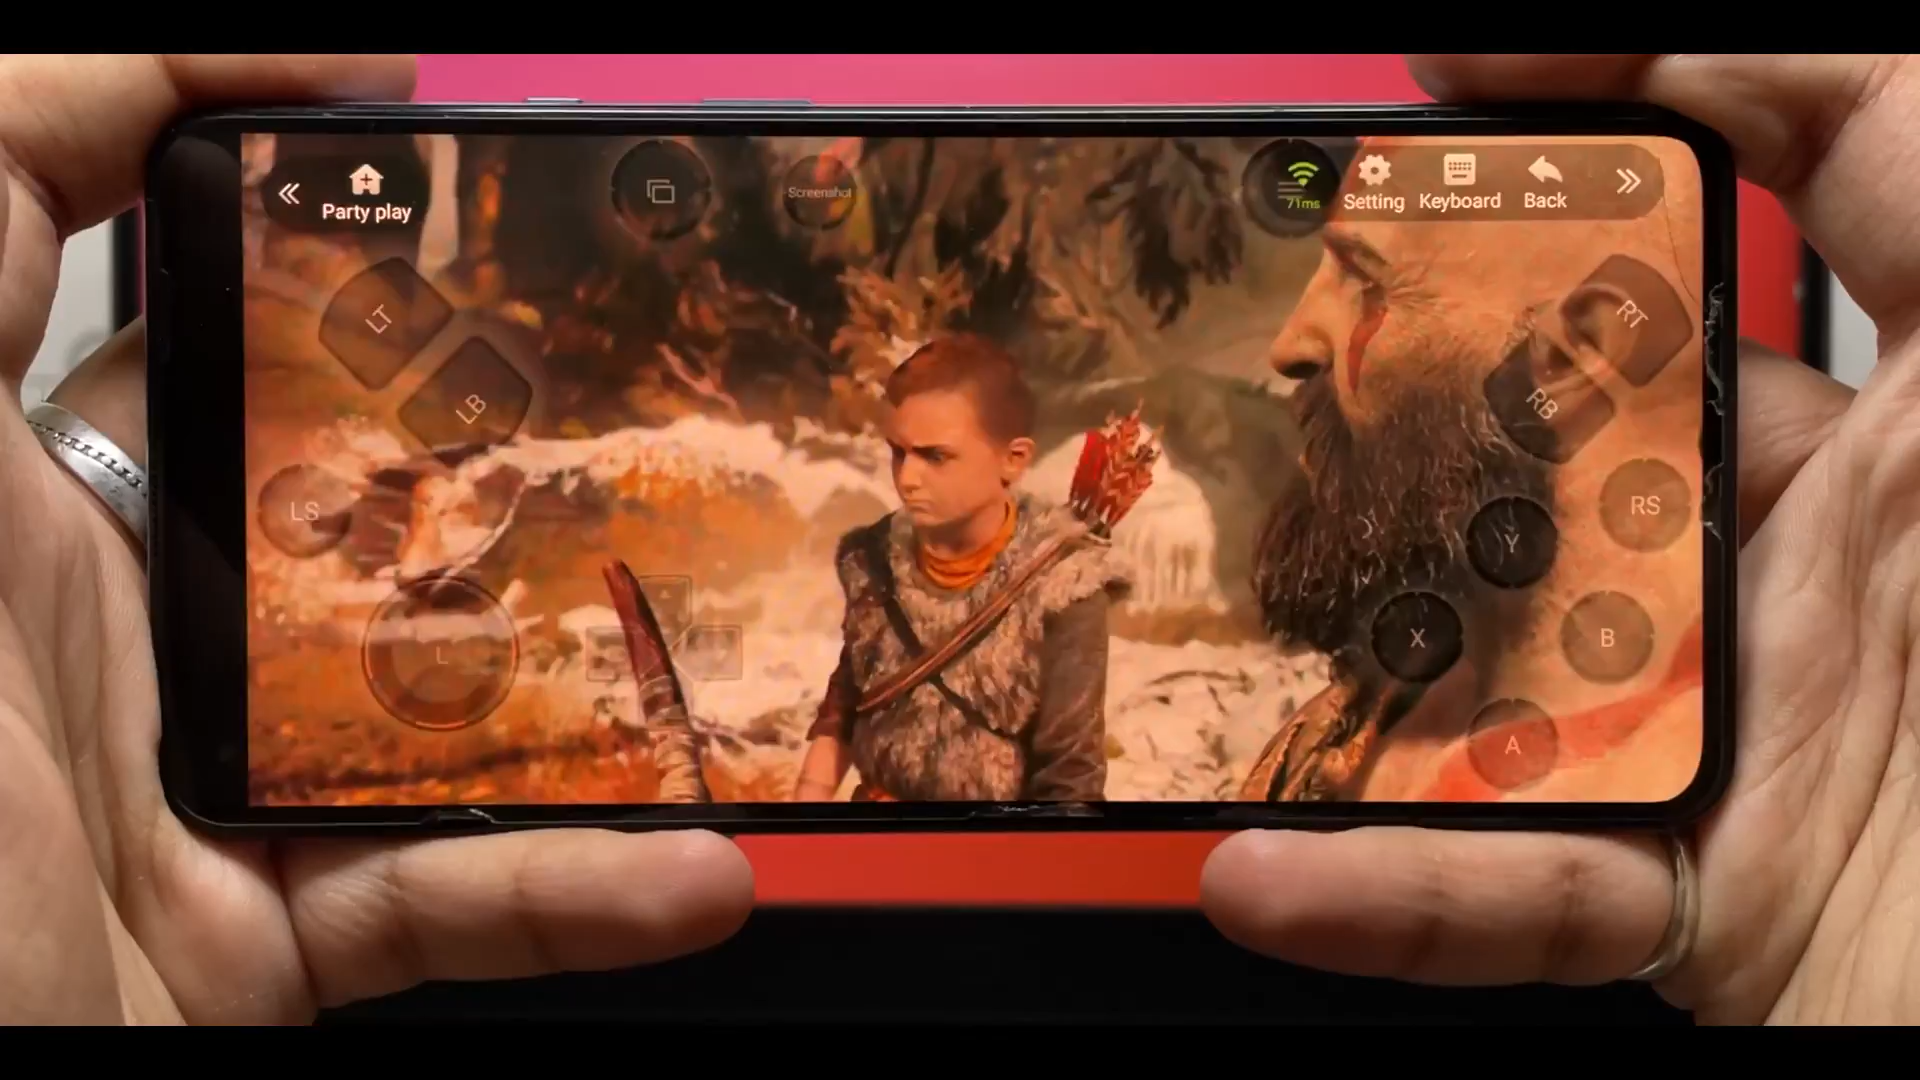 Party play
Screenshot
71ms
Setting
Keyboard
Back
LT
RT
LB
RB
LS
RS
Y
L
X
B
A